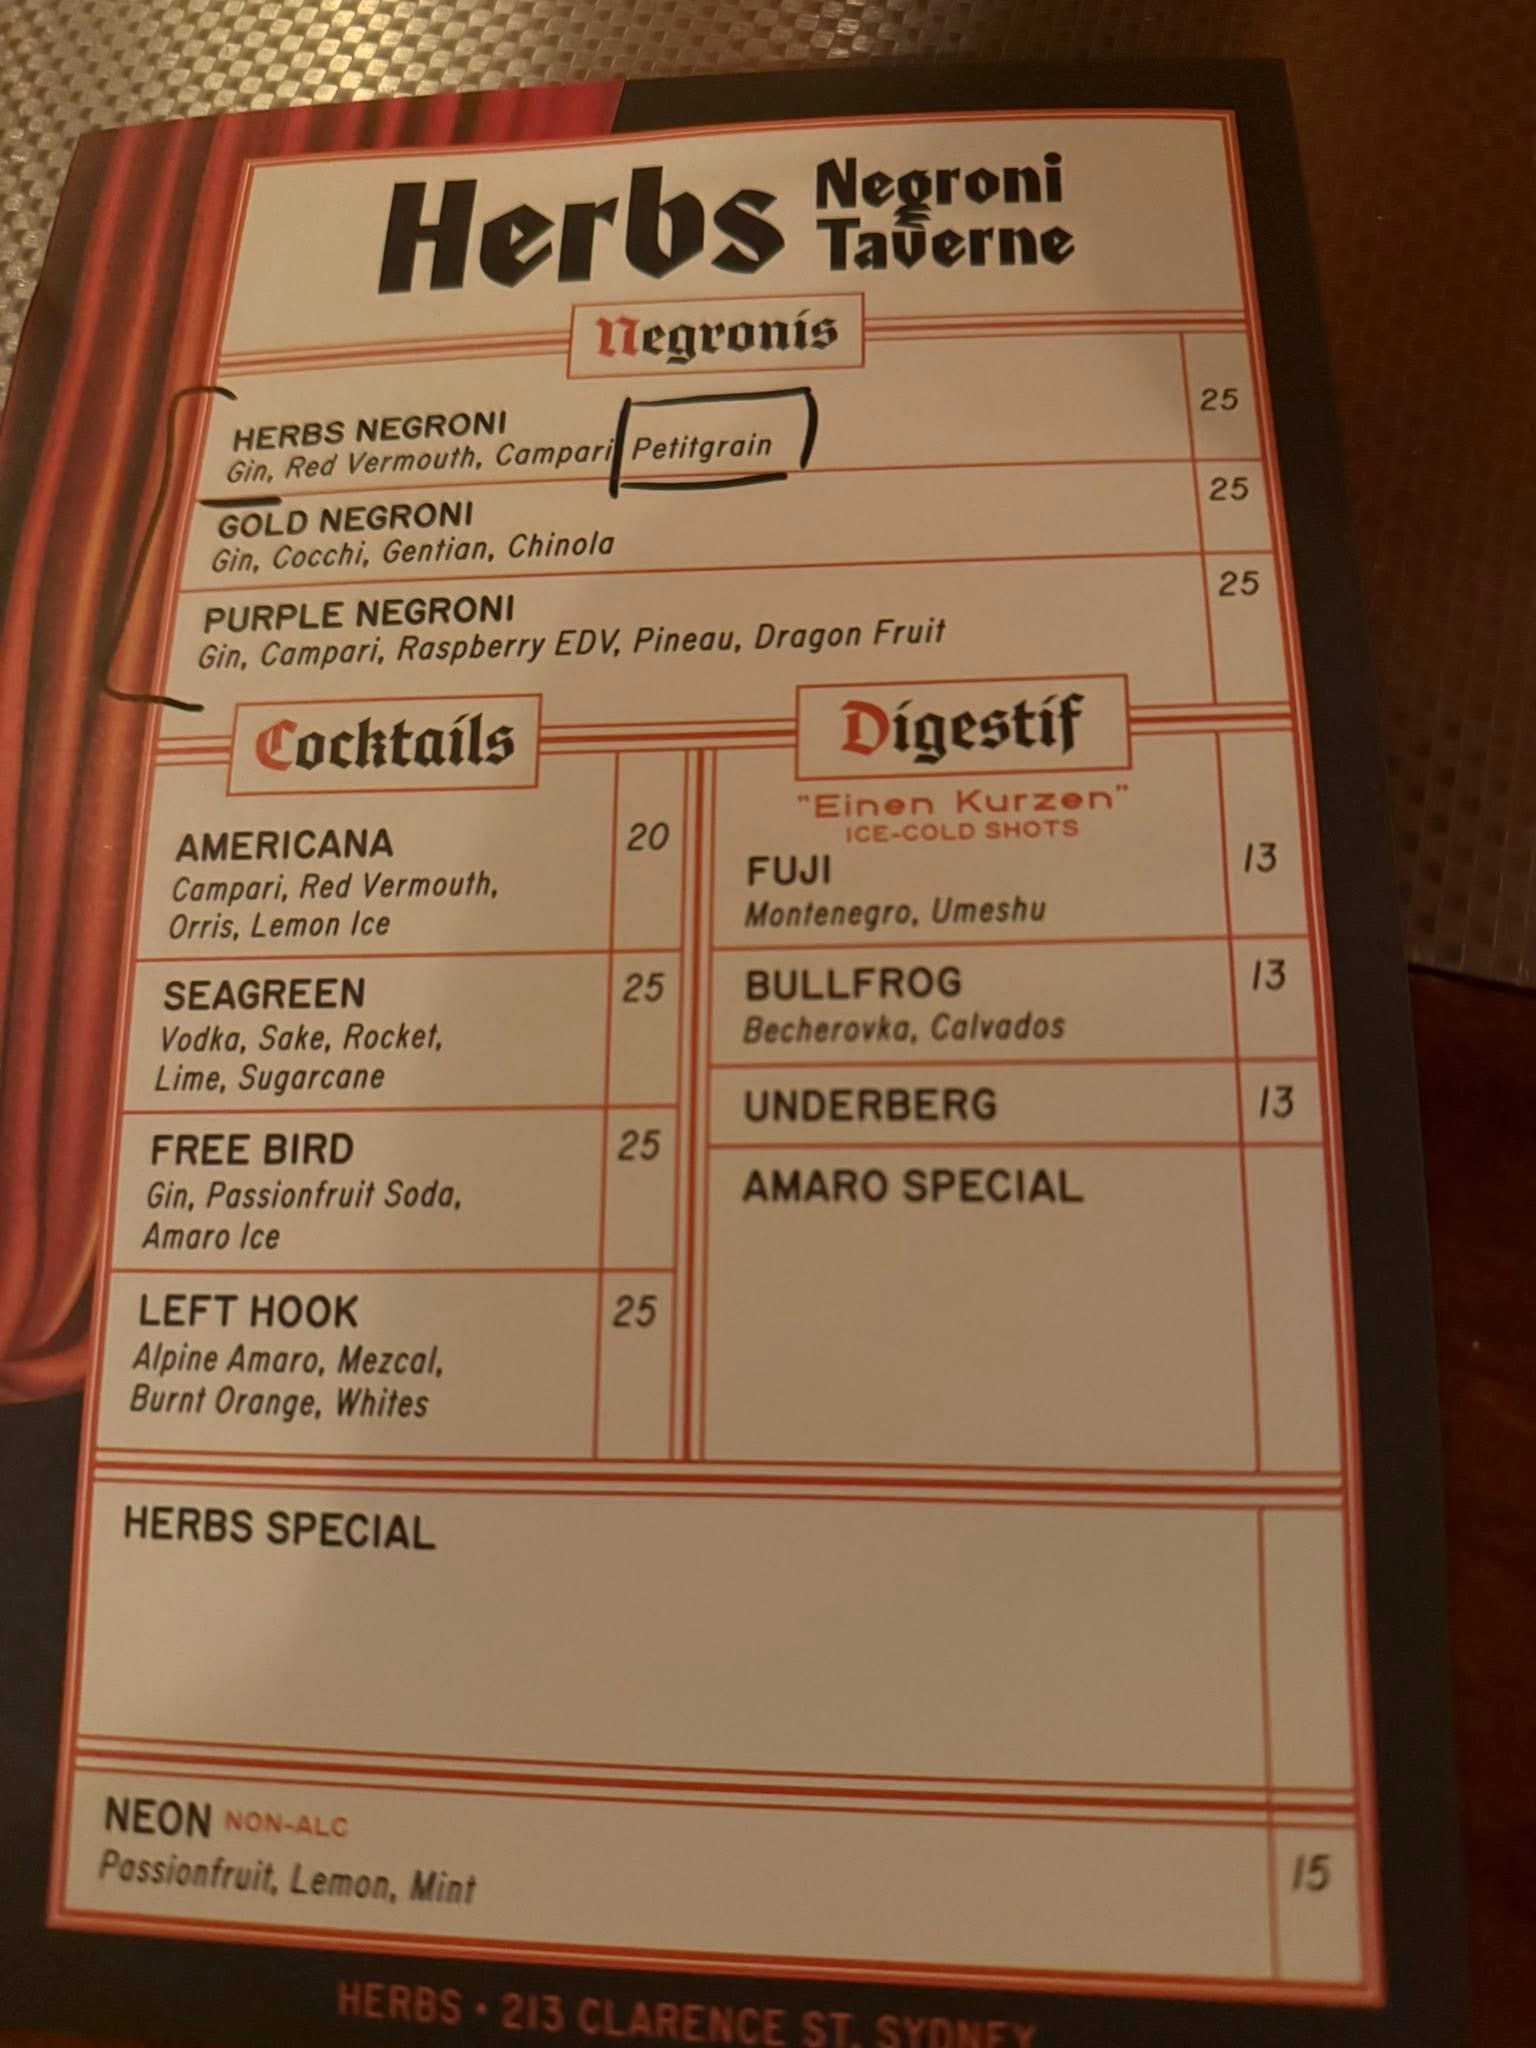 Herbs Negroni
Taverne
Negronis
HERBS NEGRONI 25
Gin, Red Vermouth, Campari Petitgrain
GOLD NEGRONI 25
Gin, Cocchi, Gentian, Chinola
PURPLE NEGRONI 25
Gin, Campari, Raspberry EDV, Pineau, Dragon Fruit
Cocktails
AMERICANA 20
Campari, Red Vermouth,
Orris, Lemon Ice
SEAGREEN 25
Vodka, Sake, Rocket,
Lime, Sugarcane
FREE BIRD 25
Gin, Passionfruit Soda,
Amaro Ice
LEFT HOOK 25
Alpine Amaro, Mezcal,
Burnt Orange, Whites
Digestif
"Einen Kurzen"
ICE-COLD SHOTS
FUJI 13
Montenegro, Umeshu
BULLFROG 13
Becherovka, Calvados
UNDERBERG 13
AMARO SPECIAL
HERBS SPECIAL
NEON NON-ALC 15
Passionfruit, Lemon, Mint
HERBS • 213 CLARENCE ST, SYDNEY